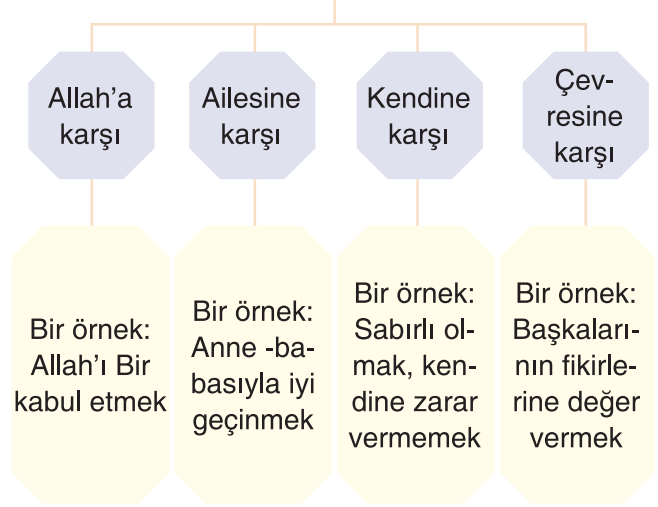 Allah'a
karşı
Ailesine
karşı
Kendine
karşı
Çev-
resine
karşı
Bir örnek:
Allah'ı Bir
kabul etmek
Bir örnek:
Anne -ba-
basıyla iyi
geçinmek
Bir örnek:
Sabırlı ol-
mak, ken-
dine zarar
vermemek
Bir örnek:
Başkaları-
nın fikirle-
rine değer
vermek